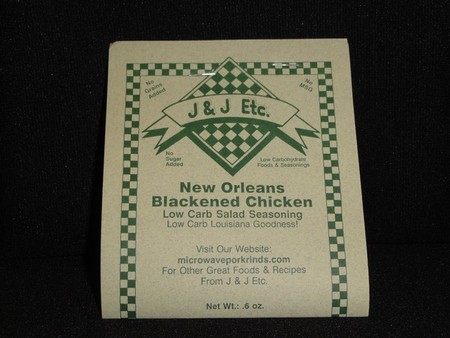 No
Grains
Added
No
MSG
J & J Etc.
No
Sugar
Added
Low Carbohydrate
Foods & Seasonings
New Orleans
Blackened Chicken
Low Carb Salad Seasoning
Low Carb Louisiana Goodness!
Visit Our Website:
microwaveporkrinds.com
For Other Great Foods & Recipes
From J & J Etc.
Net Wt.: .6 oz.